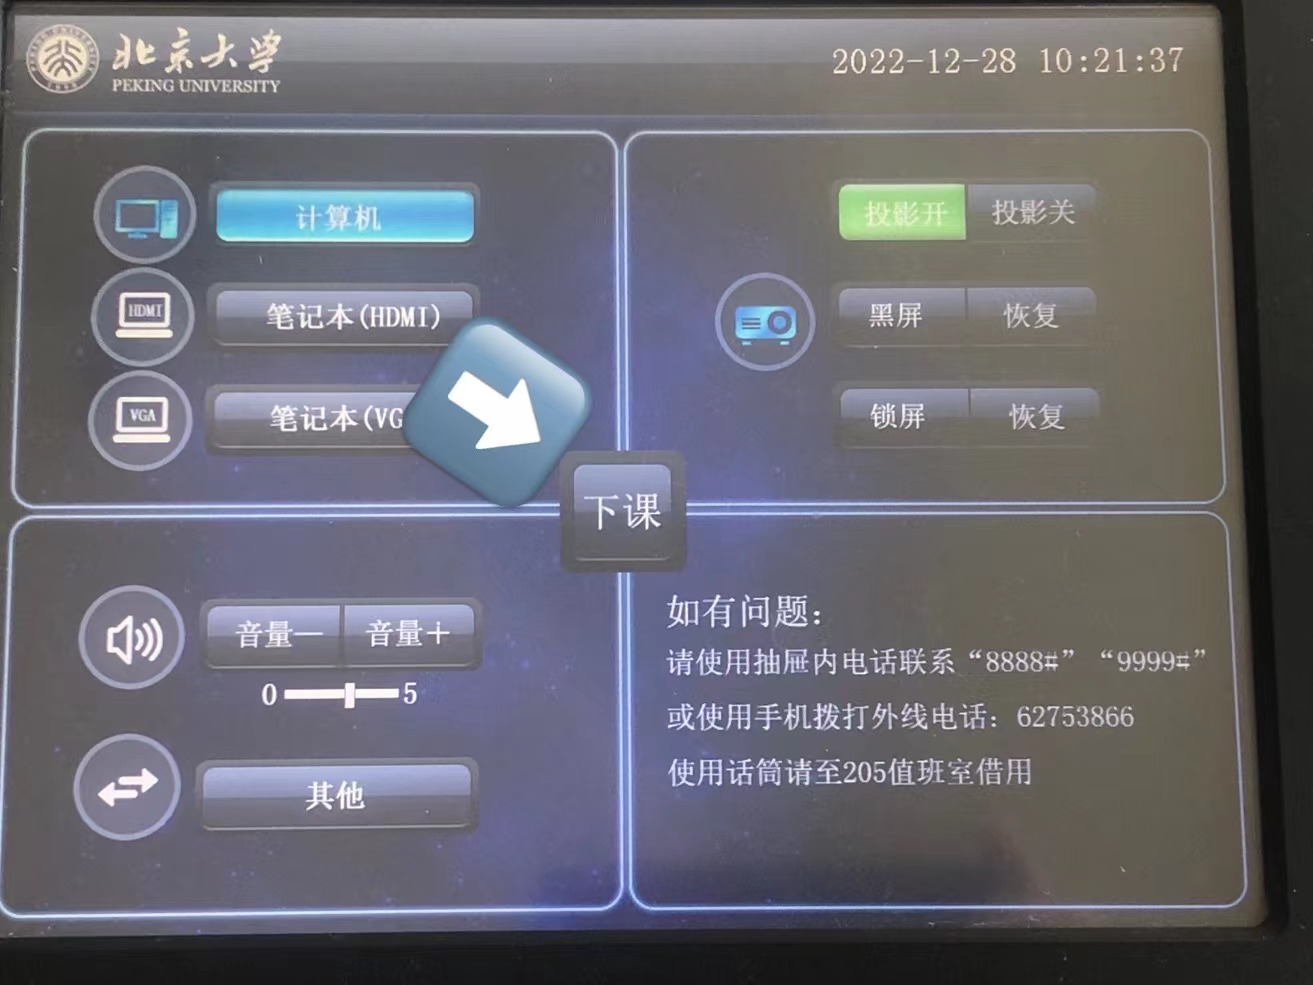 北京大学
PEKING UNIVERSITY
2022-12-28 10:21:37
计算机
HDMI
笔记本(HDMI)
VGA
笔记本(VG
投影开 投影关
黑屏 恢复
锁屏 恢复
下课
音量— 音量+
0 5
其他
如有问题:
请使用抽屉内电话联系“8888#”“9999#”
或使用手机拨打外线电话: 62753866
使用话筒请至205值班室借用